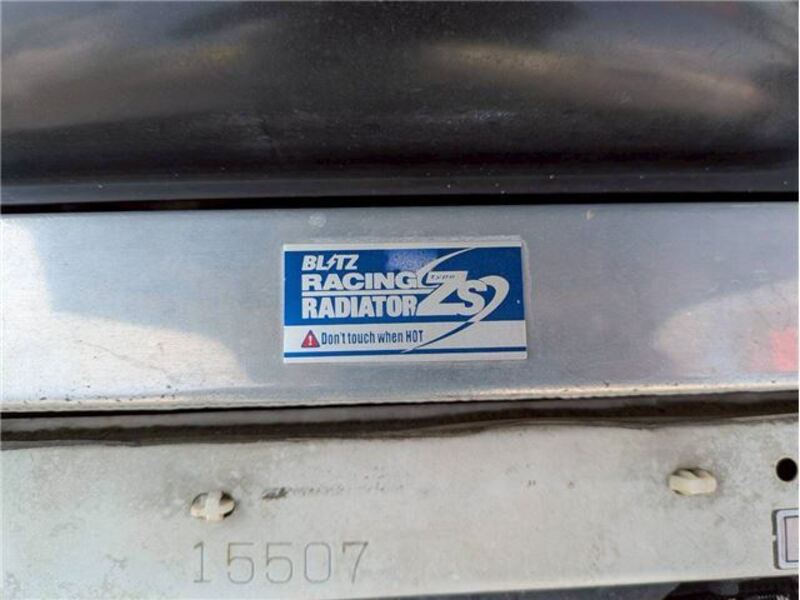 BLITZ
RACING
RADIATOR
type
ZS
Don't touch when HOT
15507